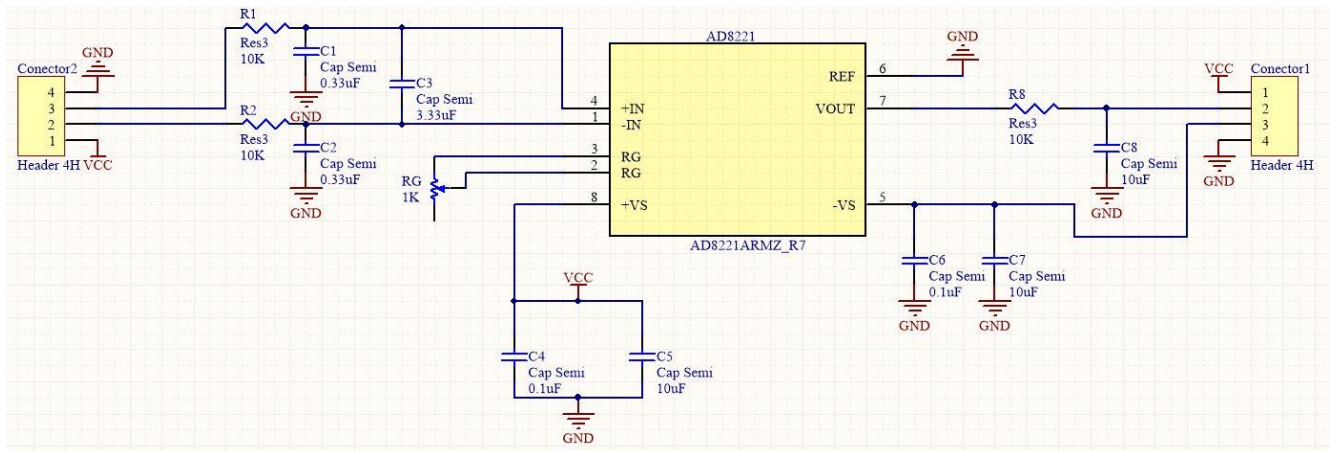 Conector2
GND
4
3
2
1
Header 4H
VCC
R1
Res3
10K
C1
Cap Semi
0.33uF
GND
C3
Cap Semi
3.33uF
R2
Res3
10K
C2
Cap Semi
0.33uF
GND
RG
1K
AD8221
4
+IN
1
-IN
3
RG
2
RG
8
+VS
REF
6
VOUT
7
-VS
5
AD8221ARMZ_R7
GND
R8
Res3
10K
C8
Cap Semi
10uF
GND
VCC
Conector1
1
2
3
4
Header 4H
GND
C6
Cap Semi
0.1uF
GND
C7
Cap Semi
10uF
GND
VCC
C4
Cap Semi
0.1uF
C5
Cap Semi
10uF
GND